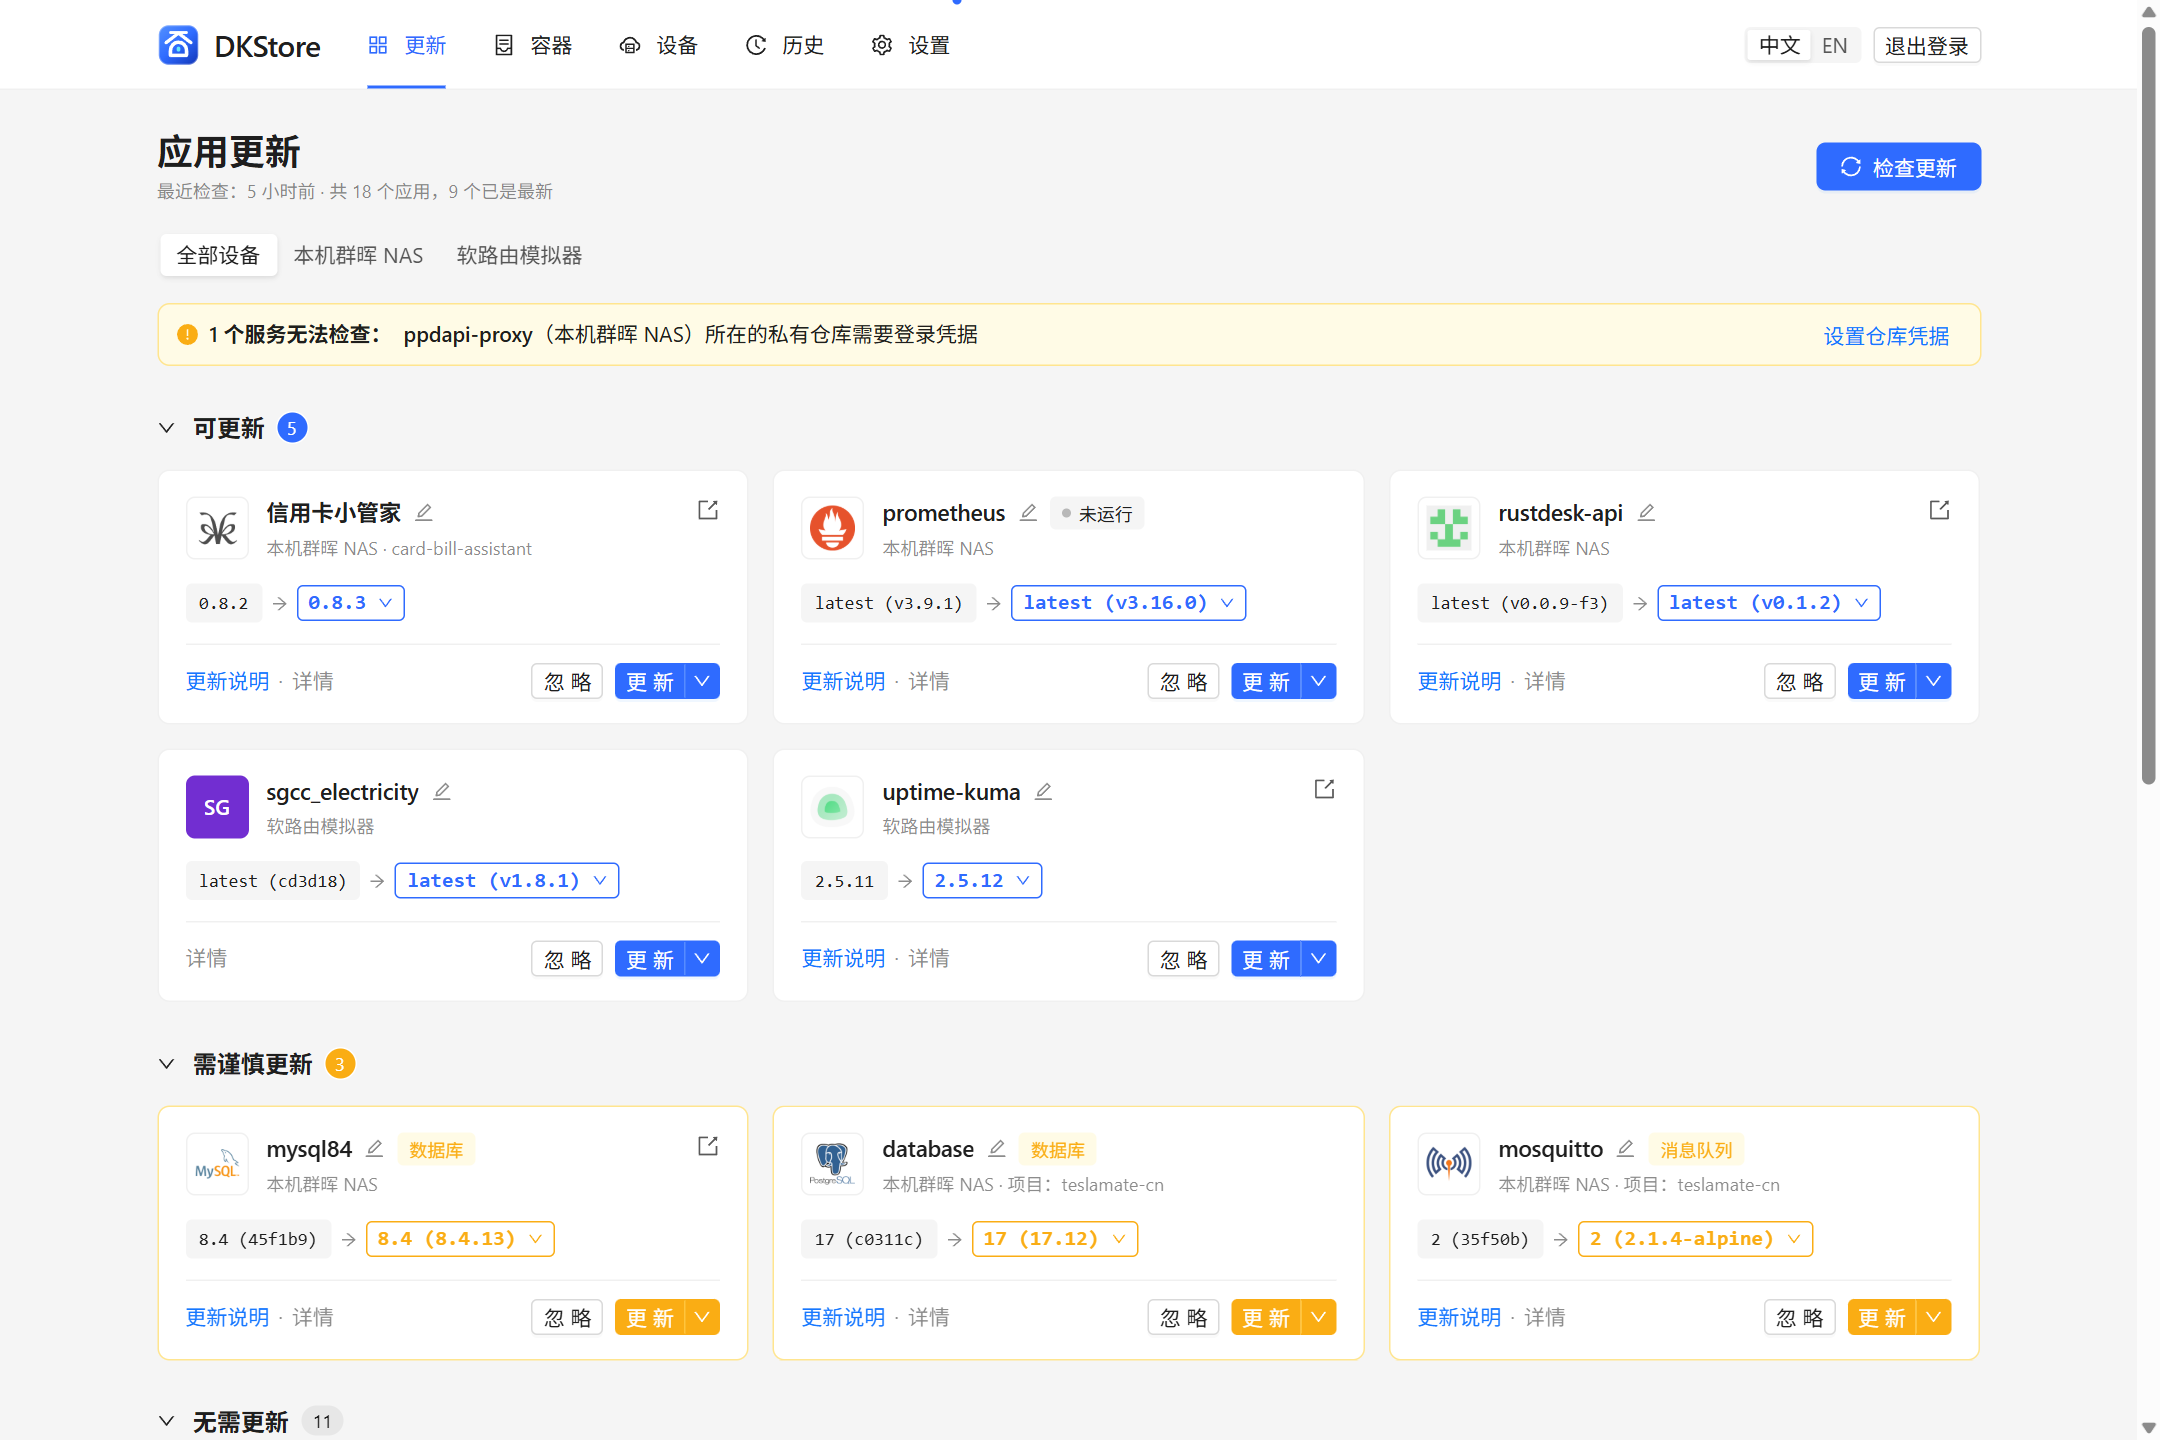 DKStore 更新 容器 设备 历史 设置 中文 EN 退出登录
应用更新
最近检查：5 小时前 · 共 18 个应用，9 个已是最新
检查更新
全部设备 本机群晖 NAS 软路由模拟器
1 个服务无法检查： ppdapi-proxy（本机群晖 NAS）所在的私有仓库需要登录凭据 设置仓库凭据
可更新 5
信用卡小管家
本机群晖 NAS · card-bill-assistant
0.8.2 → 0.8.3
更新说明 · 详情 忽略 更新
prometheus 未运行
本机群晖 NAS
latest (v3.9.1) → latest (v3.16.0)
更新说明 · 详情 忽略 更新
rustdesk-api
本机群晖 NAS
latest (v0.0.9-f3) → latest (v0.1.2)
更新说明 · 详情 忽略 更新
SG sgcc_electricity
软路由模拟器
latest (cd3d18) → latest (v1.8.1)
详情 忽略 更新
uptime-kuma
软路由模拟器
2.5.11 → 2.5.12
更新说明 · 详情 忽略 更新
需谨慎更新 3
MySQL mysql84 数据库
本机群晖 NAS
8.4 (45f1b9) → 8.4 (8.4.13)
更新说明 · 详情 忽略 更新
PostgreSQL database 数据库
本机群晖 NAS · 项目：teslamate-cn
17 (c0311c) → 17 (17.12)
更新说明 · 详情 忽略 更新
mosquitto 消息队列
本机群晖 NAS · 项目：teslamate-cn
2 (35f50b) → 2 (2.1.4-alpine)
更新说明 · 详情 忽略 更新
无需更新 11